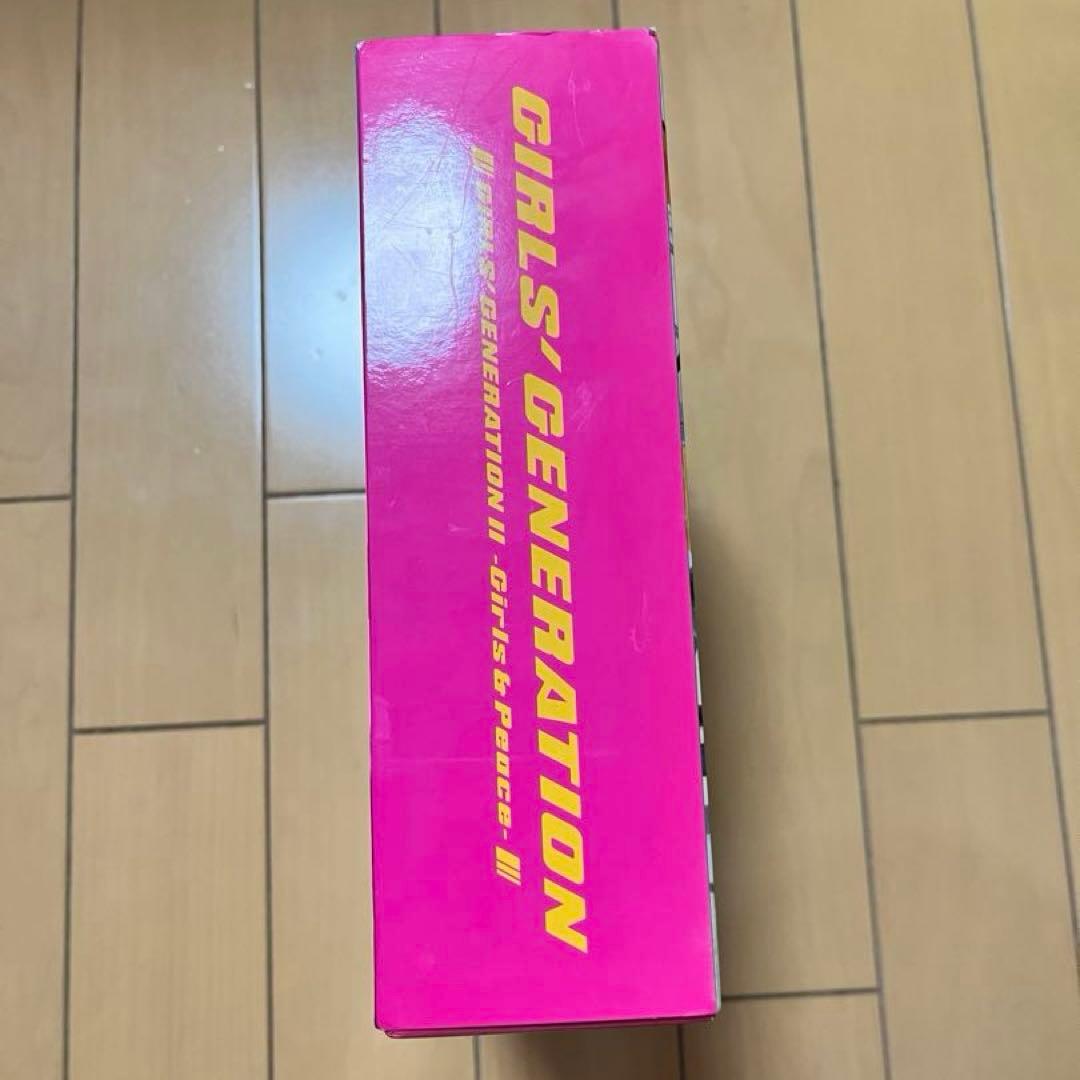 GIRLS' GENERATION
GIRLS' GENERATION II -Girls & Peace-